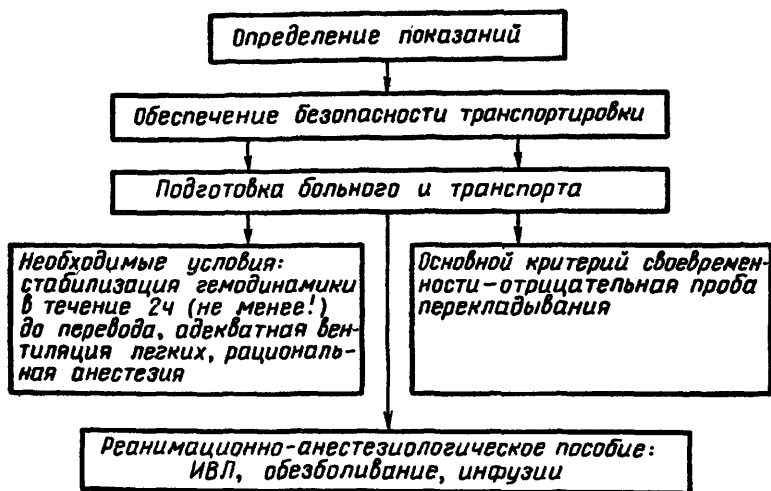 Определение показаний
Обеспечение безопасности транспортировки
Подготовка больного и транспорта
Необходимые условия:
стабилизация гемодинамики
в течение 2ч (не менее!)
до перевода, адекватная вен-
тиляция легких, рациональ-
ная анестезия
Основной критерий своевремен-
ности-отрицательная проба
перекладывания
Реанимационно-анестезиологическое пособие:
ИВЛ, обезболивание, инфузии